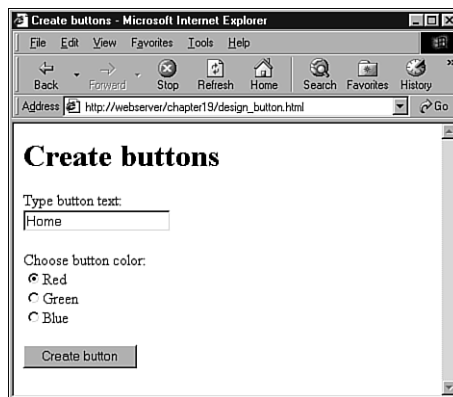 Create buttons - Microsoft Internet Explorer
File Edit View Favorites Tools Help
Back Forward Stop Refresh Home Search Favorites History »
Address http://webserver/chapter19/design_button.html Go
Create buttons
Type button text:
Home
Choose button color:
Red
Green
Blue
Create button